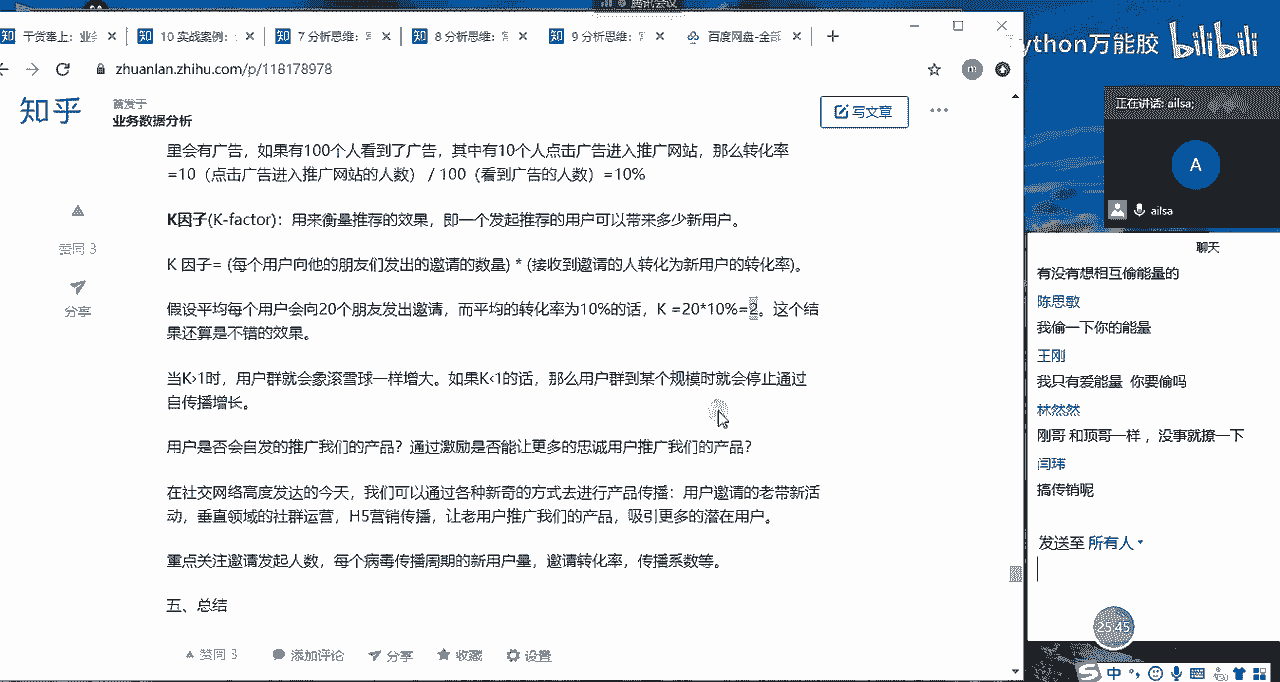 腾讯会议
干货奉上：业
10 实战案例：
7 分析思维：
8 分析思维：
9 分析思维：
百度网盘-全部
zhuanlan.zhihu.com/p/118178978
m
知乎
首发于
业务数据分析
写文章
里会有广告，如果有100个人看到了广告，其中有10个人点击广告进入推广网站，那么转化率
=10（点击广告进入推广网站的人数） / 100（看到广告的人数）=10%
K因子(K-factor)：用来衡量推荐的效果，即一个发起推荐的用户可以带来多少新用户。
K 因子= (每个用户向他的朋友们发出的邀请的数量) * (接收到邀请的人转化为新用户的转化率)。
假设平均每个用户会向20个朋友发出邀请，而平均的转化率为10%的话，K =20*10%=2。这个结
果还算是不错的效果。
当K>1时，用户群就会象滚雪球一样增大。如果K<1的话，那么用户群到某个规模时就会停止通过
自传播增长。
用户是否会自发的推广我们的产品？通过激励是否能让更多的忠诚用户推广我们的产品？
在社交网络高度发达的今天，我们可以通过各种新奇的方式去进行产品传播：用户邀请的老带新活
动，垂直领域的社群运营，H5营销传播，让老用户推广我们的产品，吸引更多的潜在用户。
重点关注邀请发起人数，每个病毒传播周期的新用户量，邀请转化率，传播系数等。
五、总结
赞同 3
分享
赞同 3
添加评论
分享
收藏
设置
ython万能胶
bilibili
正在讲话: ailsa;
A
ailsa
聊天
有没有想相互偷能量的
陈思敏
我偷一下你的能量
王刚
我只有爱能量 你要偷吗
林然然
刚哥 和顶哥一样 ，没事就撩一下
闫玮
搞传销呢
发送至 所有人
25:45
中